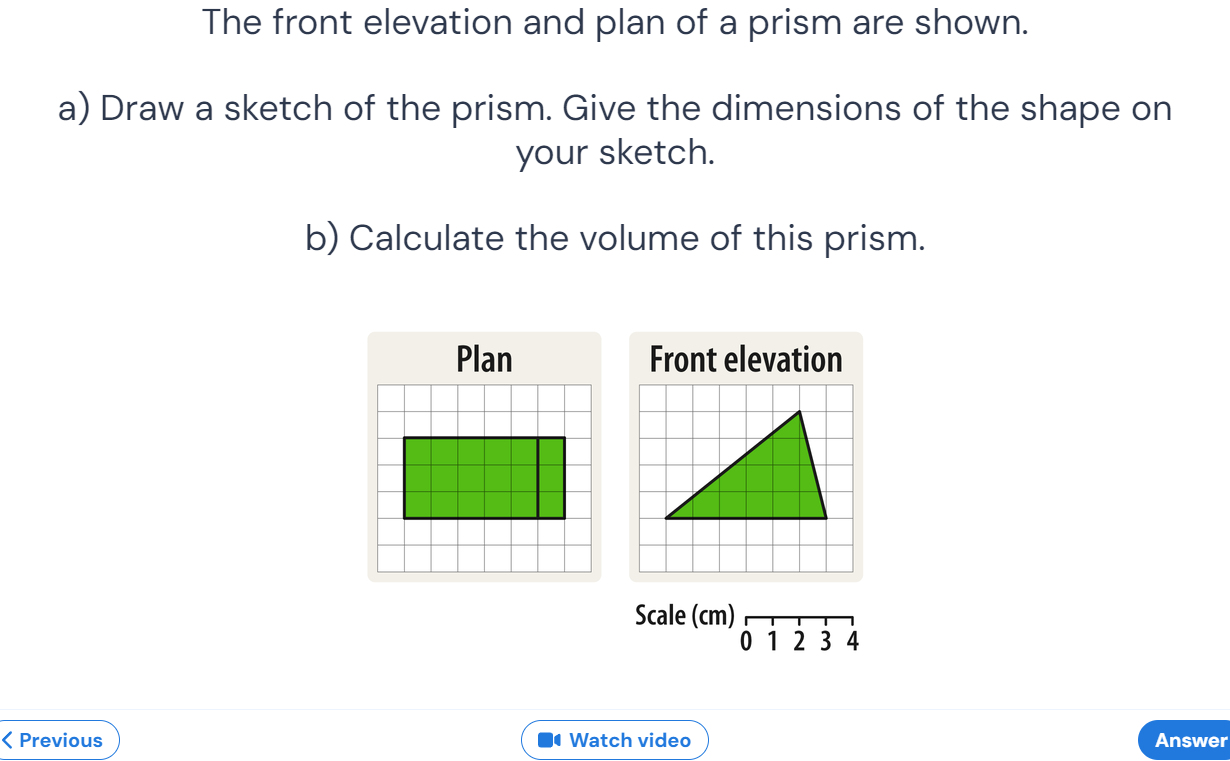 The front elevation and plan of a prism are shown.
a) Draw a sketch of the prism. Give the dimensions of the shape on
your sketch.
b) Calculate the volume of this prism.
Plan
Front elevation
Scale (cm)
0 1 2 3 4
Previous
Watch video
Answer